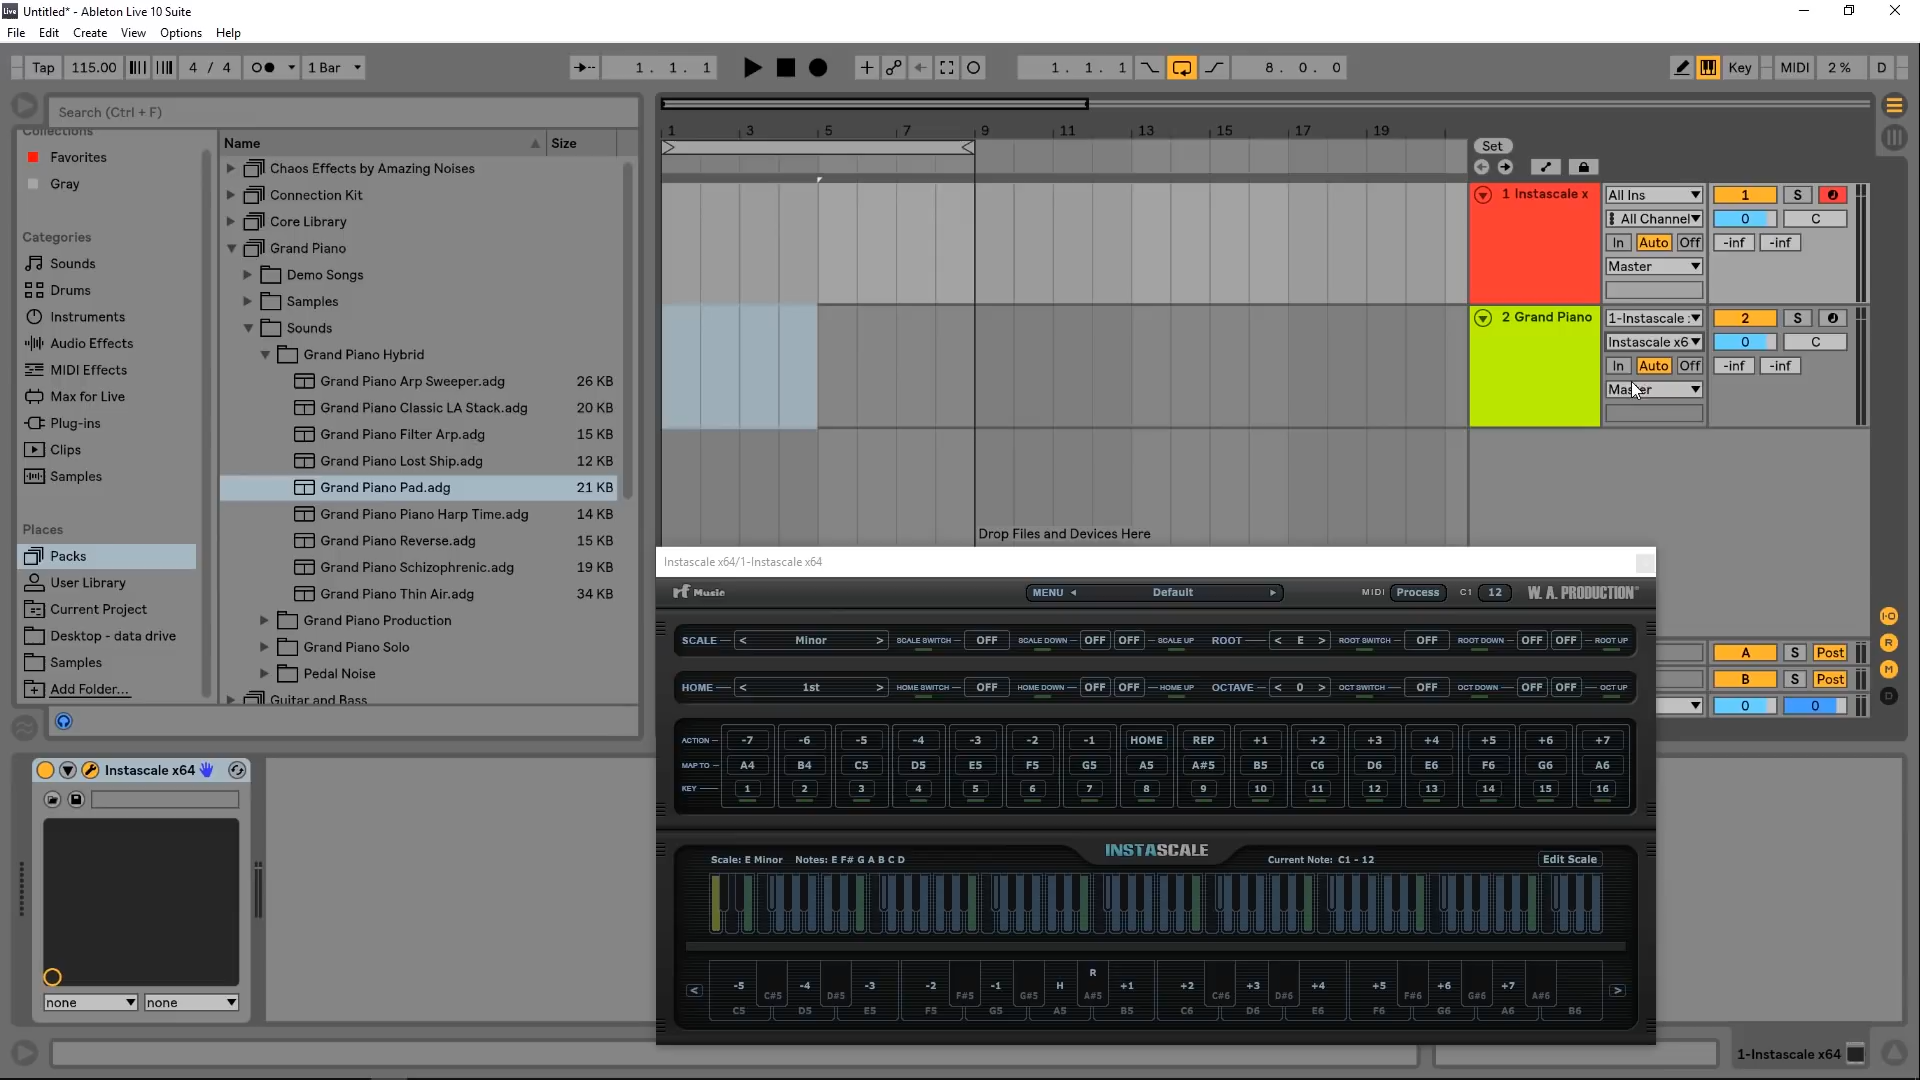 Untitled* - Ableton Live 10 Suite
File Edit Create View Options Help
Tap 115.00 4 / 4 1 Bar 1. 1. 1 1. 1. 1 8. 0. 0 Key MIDI 2 % D
Search (Ctrl + F)
Collections
Favorites
Gray
Categories
Sounds
Drums
Instruments
Audio Effects
MIDI Effects
Max for Live
Plug-ins
Clips
Samples
Places
Packs
User Library
Current Project
Desktop - data drive
Samples
Add Folder...
Name Size
Chaos Effects by Amazing Noises
Connection Kit
Core Library
Grand Piano
Demo Songs
Samples
Sounds
Grand Piano Hybrid
Grand Piano Arp Sweeper.adg 26 KB
Grand Piano Classic LA Stack.adg 20 KB
Grand Piano Filter Arp.adg 15 KB
Grand Piano Lost Ship.adg 12 KB
Grand Piano Pad.adg 21 KB
Grand Piano Piano Harp Time.adg 14 KB
Grand Piano Reverse.adg 15 KB
Grand Piano Schizophrenic.adg 19 KB
Grand Piano Thin Air.adg 34 KB
Grand Piano Production
Grand Piano Solo
Pedal Noise
Guitar and Bass
1 3 5 7 9 11 13 15 17 19
Set
1 Instascale x All Ins 1 S
All Channel 0 C
In Auto Off -inf -inf
Master
2 Grand Piano 1-Instascale : 2 S
Instascale x6 0 C
In Auto Off -inf -inf
Master
Drop Files and Devices Here
A S Post
B S Post
0 0
I·O
R
M
D
Instascale x64/1-Instascale x64
rf Music MENU Default MIDI Process C1 12 W. A. PRODUCTION
SCALE < Minor > SCALE SWITCH OFF SCALE DOWN OFF OFF SCALE UP ROOT < E > ROOT SWITCH OFF ROOT DOWN OFF OFF ROOT UP
HOME < 1st > HOME SWITCH OFF HOME DOWN OFF OFF HOME UP OCTAVE < 0 > OCT SWITCH OFF OCT DOWN OFF OFF OCT UP
ACTION -7 -6 -5 -4 -3 -2 -1 HOME REP +1 +2 +3 +4 +5 +6 +7
MAP TO A4 B4 C5 D5 E5 F5 G5 A5 A#5 B5 C6 D6 E6 F6 G6 A6
KEY 1 2 3 4 5 6 7 8 9 10 11 12 13 14 15 16
INSTASCALE
Scale: E Minor Notes: E F# G A B C D Current Note: C1 - 12 Edit Scale
R
< -5 -4 -3 -2 -1 H +1 +2 +3 +4 +5 +6 +7 >
C#5 D#5 F#5 G#5 A#5 C#6 D#6 F#6 G#6 A#6
C5 D5 E5 F5 G5 A5 B5 C6 D6 E6 F6 G6 A6 B6
Instascale x64
none none
1-Instascale x64